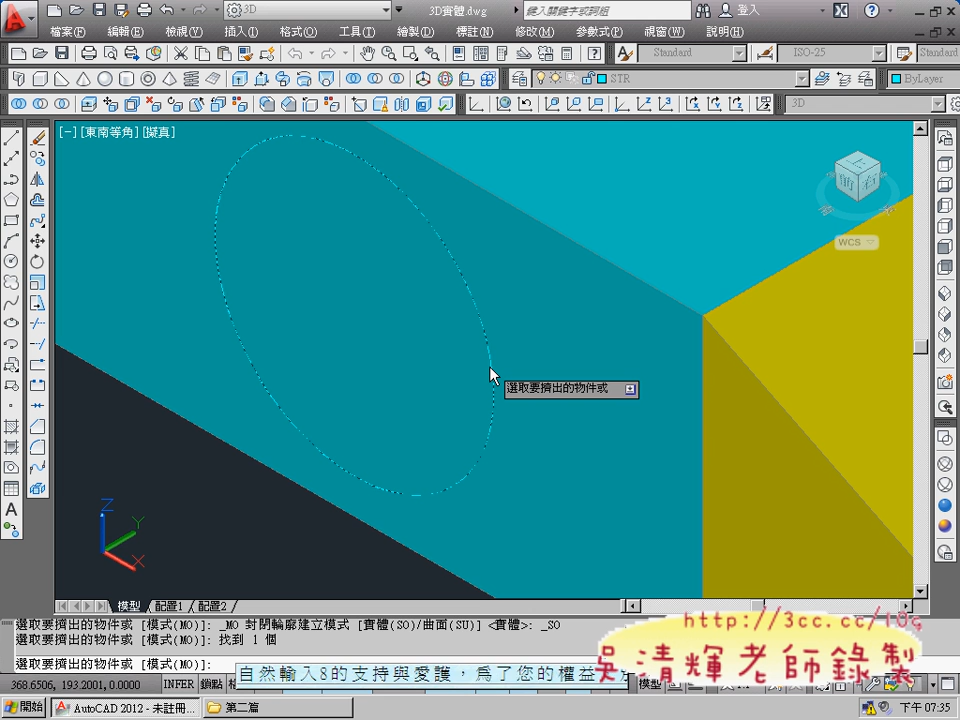 3D
3D實體.dwg
鍵入關鍵字或詞組
登入
檔案(F) 編輯(E) 檢視(V) 插入(I) 格式(O) 工具(T) 繪製(D) 標註(N) 修改(M) 參數式(P) 視窗(W) 說明(H)
Standard
ISO-25
Standard
STR
ByLayer
3D
[-][東南等角][擬真]
上
前 右
WCS
選取要擠出的物件或
Z
Y
X
模型 配置1 配置2
選取要擠出的物件或 [模式(MO)]: _MO 封閉輪廓建立模式 [實體(SO)/曲面(SU)] <實體>: _SO
選取要擠出的物件或 [模式(MO)]: 找到 1 個
選取要擠出的物件或 [模式(MO)]:
自然輸入8的支持與愛護，為了您的權益
http://3cc.cc/10g
吳清輝老師錄製
368.6506, 193.2001, 0.0000
INFER 鎖點
模型
開始
AutoCAD 2012 - 未註冊...
第二篇
下午 07:35